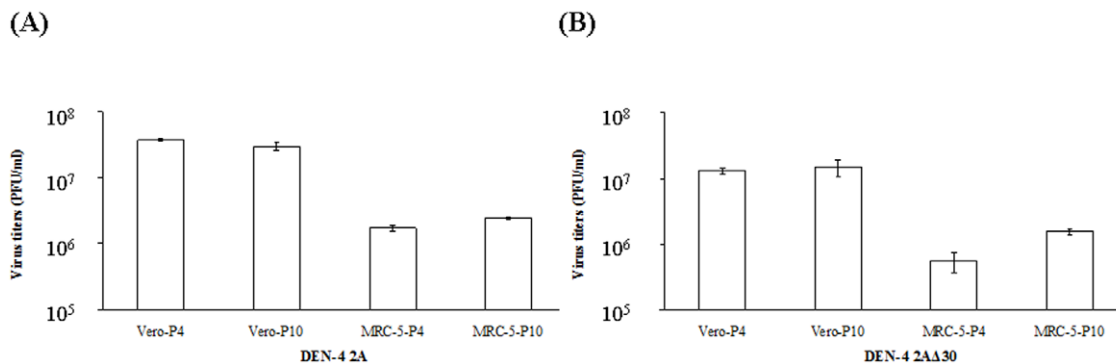 (A)
Virus titers (PFU/ml)
10⁸
10⁷
10⁶
10⁵
Vero-P4 Vero-P10 MRC-5-P4 MRC-5-P10
DEN-4 2A
(B)
Virus titers (PFU/ml)
10⁸
10⁷
10⁶
10⁵
Vero-P4 Vero-P10 MRC-5-P4 MRC-5-P10
DEN-4 2AΔ30